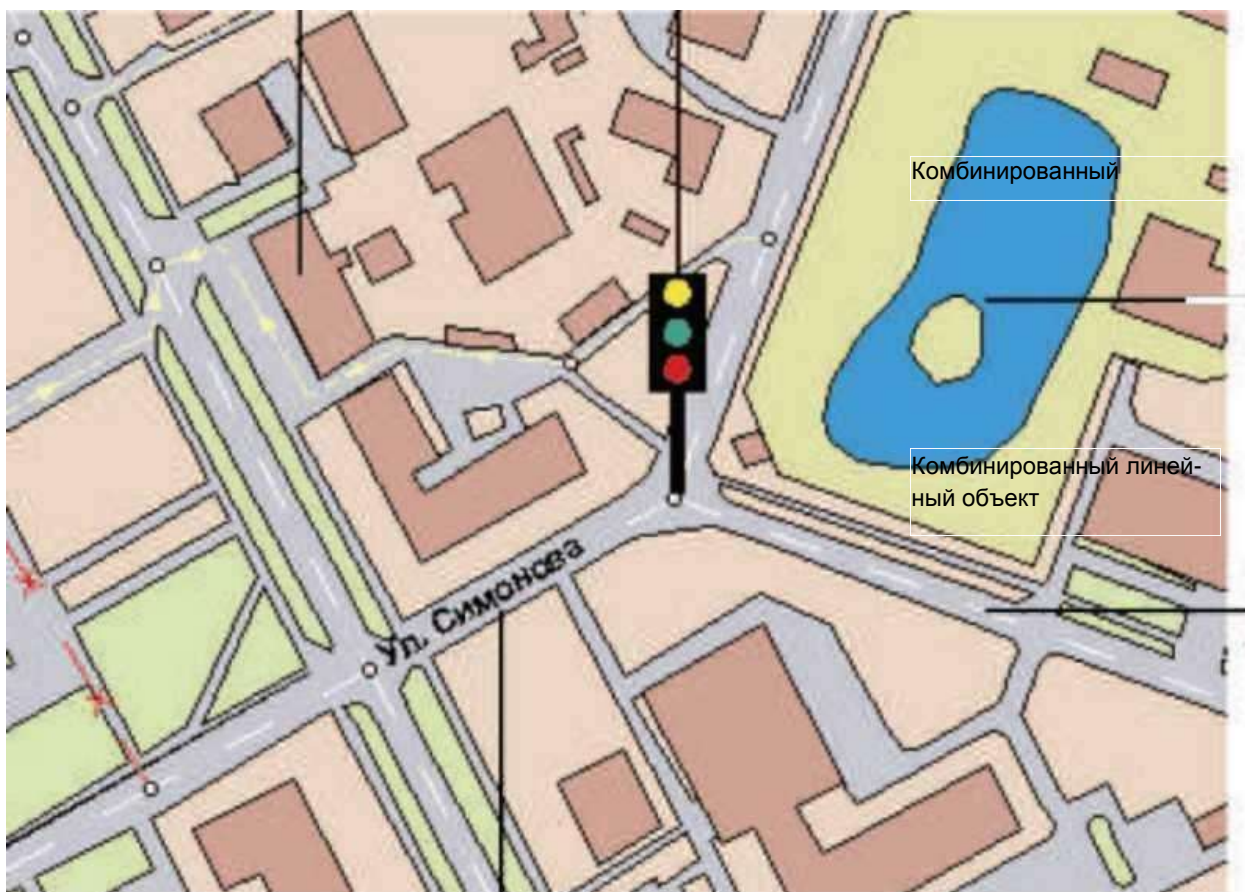 Комбинированный
Комбинированный линей-
ный объект
Ул. Симонова